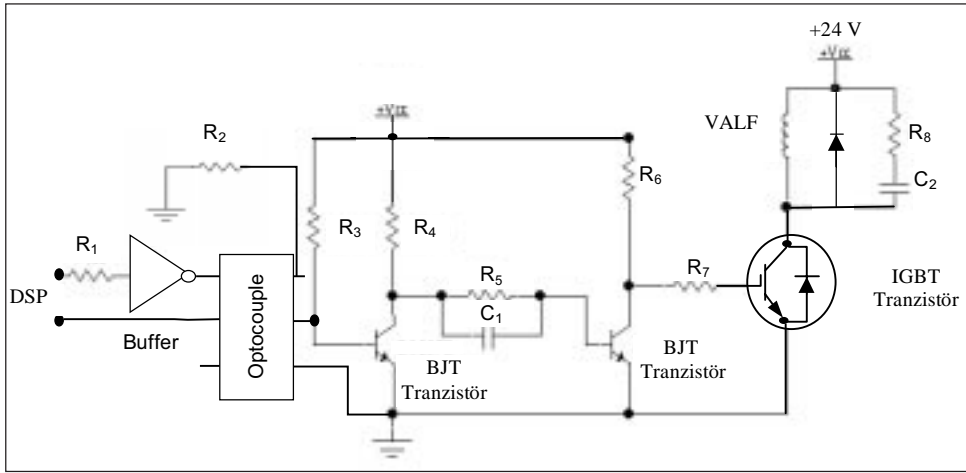 +24 V
+Vcc
VALF
R8
C2
+Vcc
R2
R6
R3
R4
R1
R5
R7
C1
DSP
IGBT
Tranzistör
Buffer
Optocouple
BJT
Tranzistör
BJT
Tranzistör